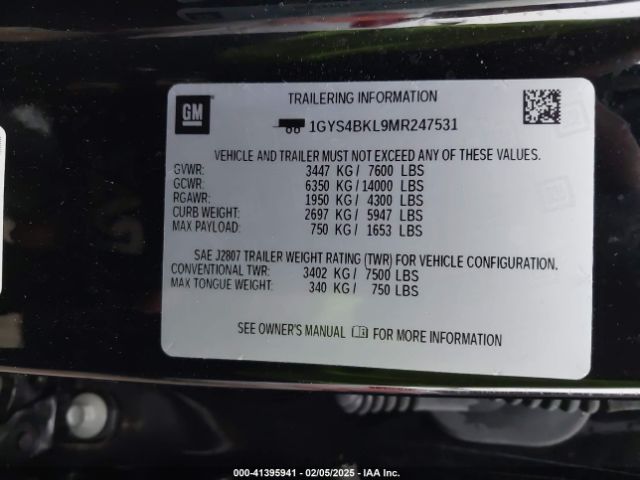 GM
TRAILERING INFORMATION
1GYS4BKL9MR247531
VEHICLE AND TRAILER MUST NOT EXCEED ANY OF THESE VALUES.
GVWR: 3447 KG/ 7600 LBS
GCWR: 6350 KG/14000 LBS
RGAWR: 1950 KG/ 4300 LBS
CURB WEIGHT: 2697 KG/ 5947 LBS
MAX PAYLOAD: 750 KG/ 1653 LBS
SAE J2807 TRAILER WEIGHT RATING (TWR) FOR VEHICLE CONFIGURATION.
CONVENTIONAL TWR: 3402 KG/ 7500 LBS
MAX TONGUE WEIGHT: 340 KG/ 750 LBS
SEE OWNER'S MANUAL FOR MORE INFORMATION
000-41395941 - 02/05/2025 - IAA Inc.